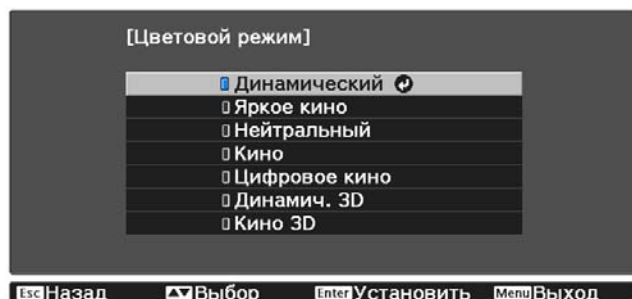 [Цветовой режим]
Динамический
Яркое кино
Нейтральный
Кино
Цифровое кино
Динамич. 3D
Кино 3D
Esc Назад ▲▼ Выбор Enter Установить Menu Выход